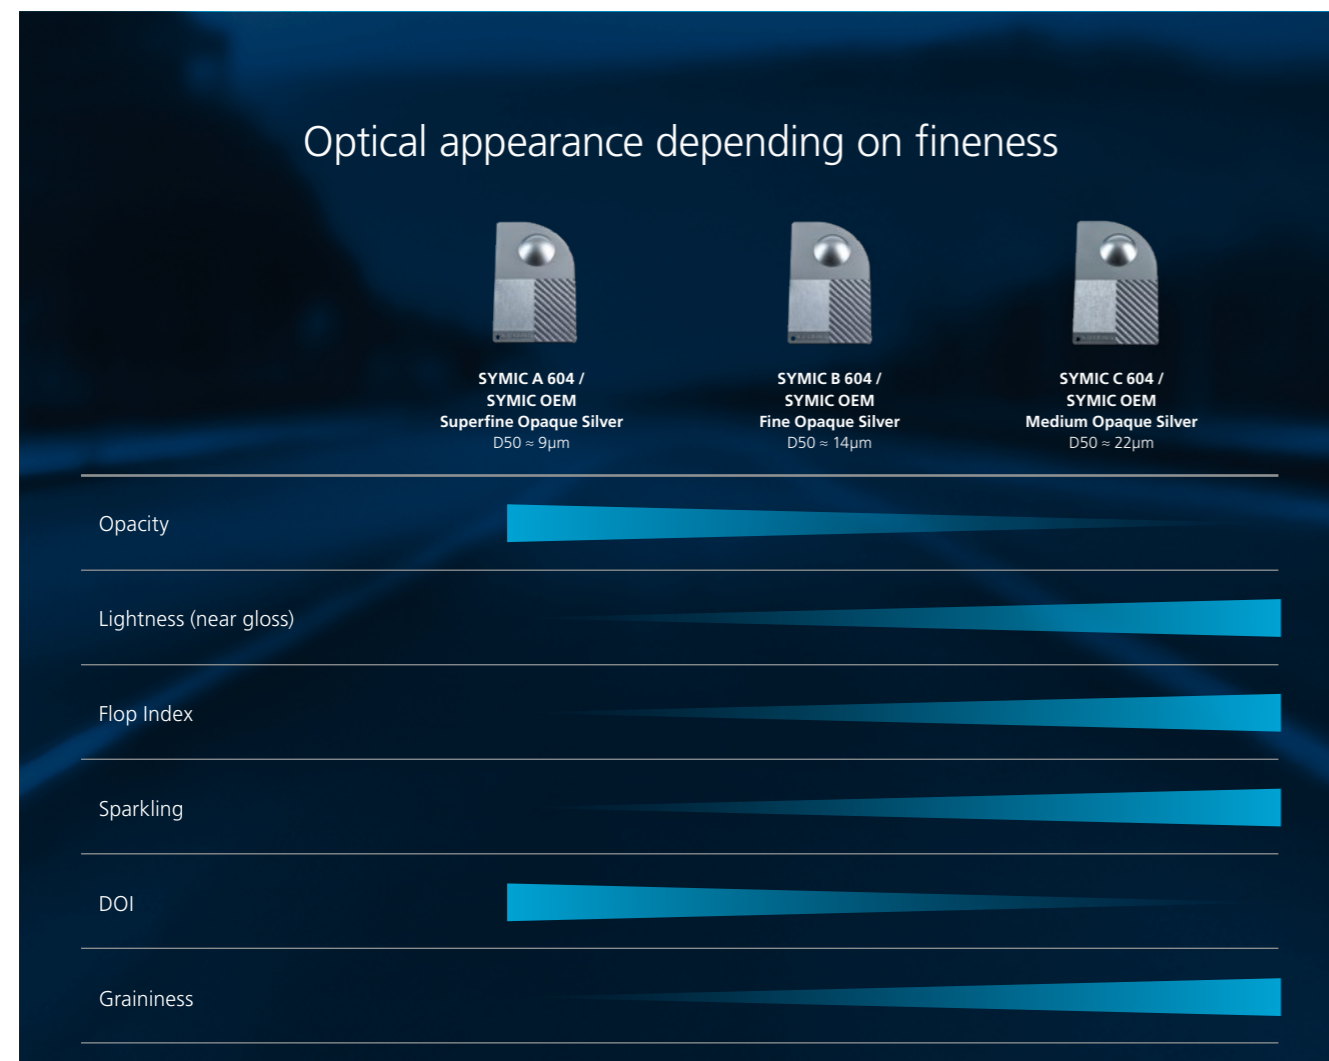 Optical appearance depending on fineness
SYMIC A 604 /
SYMIC OEM
Superfine Opaque Silver
D50 ≈ 9µm
SYMIC B 604 /
SYMIC OEM
Fine Opaque Silver
D50 ≈ 14µm
SYMIC C 604 /
SYMIC OEM
Medium Opaque Silver
D50 ≈ 22µm
Opacity
Lightness (near gloss)
Flop Index
Sparkling
DOI
Graininess